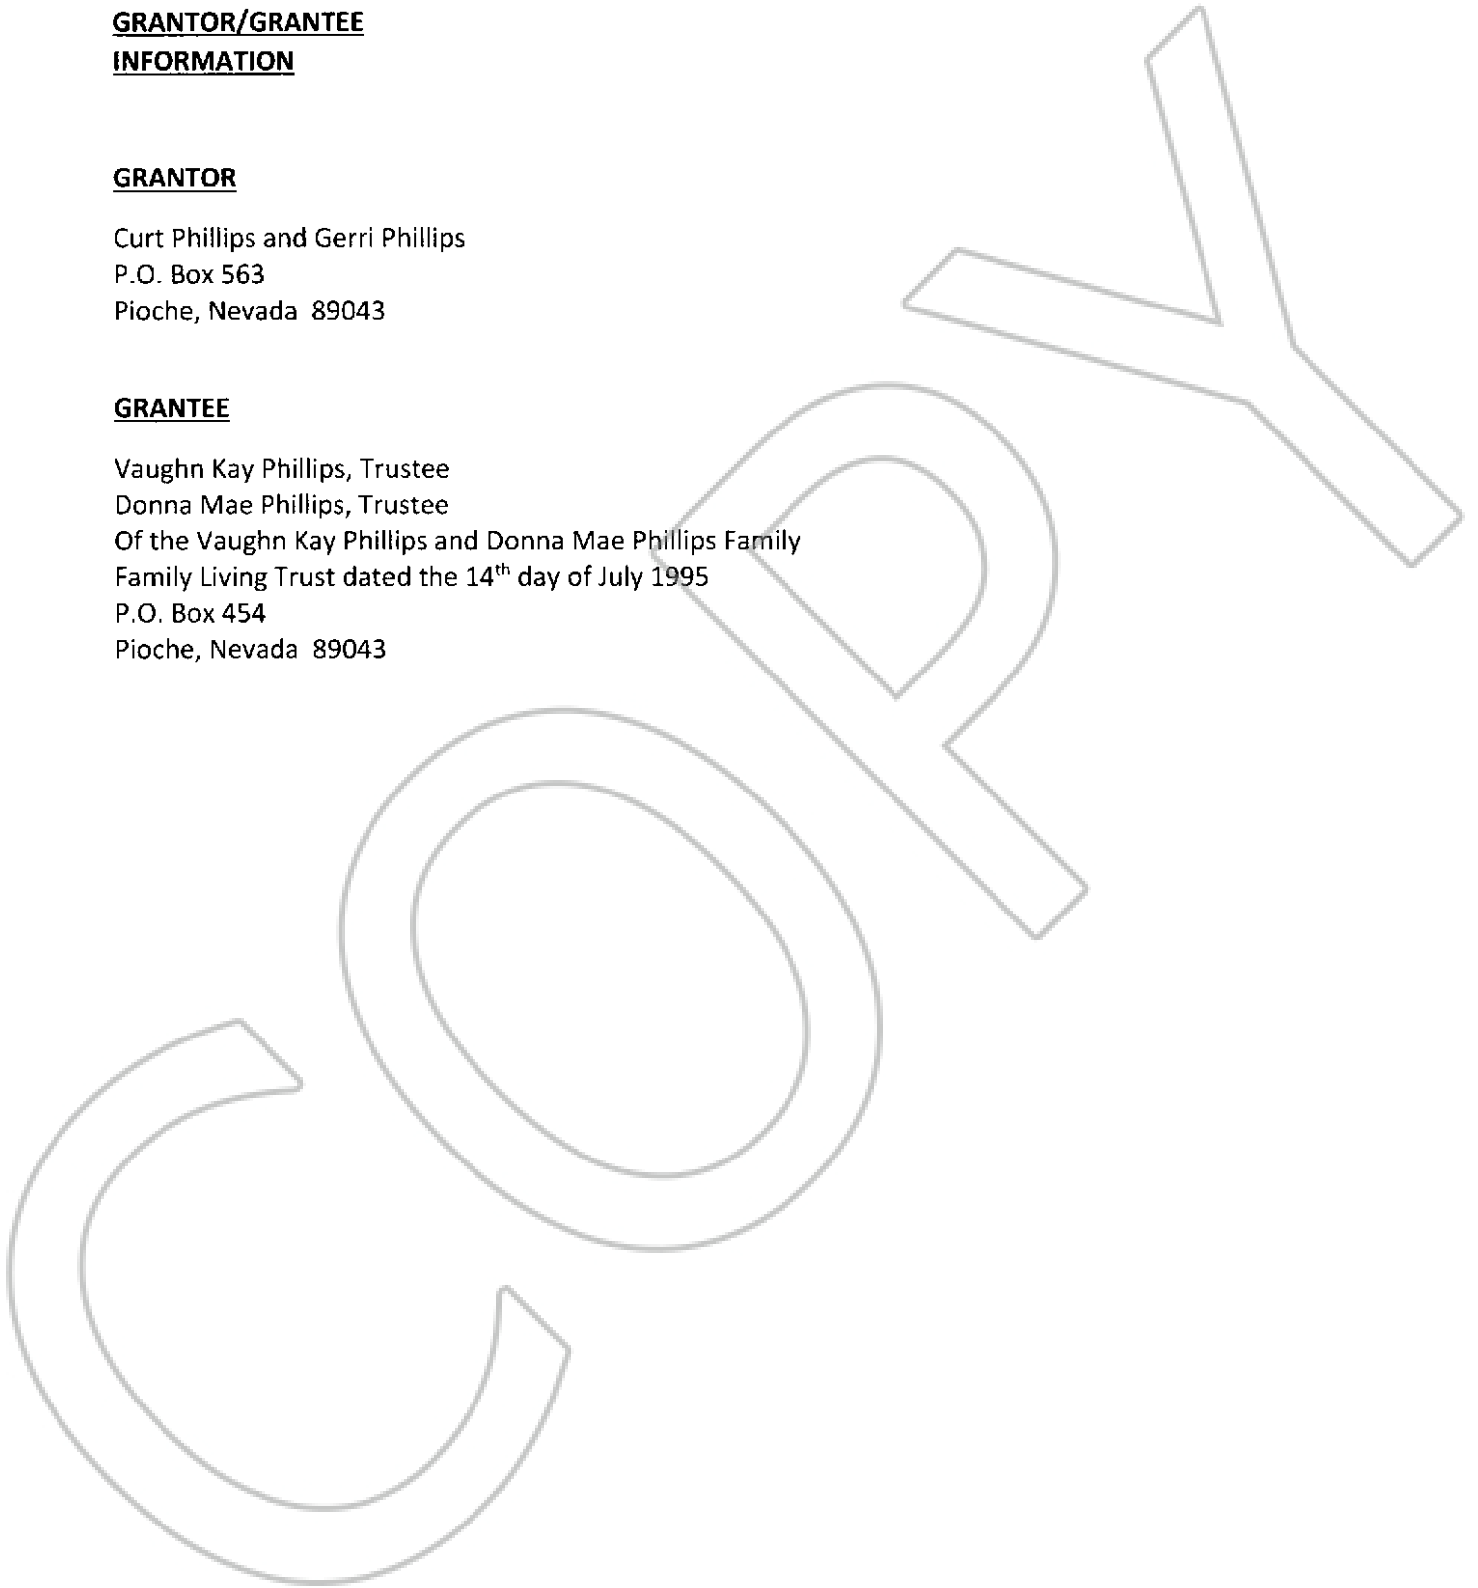 GRANTOR/GRANTEE
INFORMATION
GRANTOR
Curt Phillips and Gerri Phillips
P.O. Box 563
Pioche, Nevada 89043
GRANTEE
Vaughn Kay Phillips, Trustee
Donna Mae Phillips, Trustee
Of the Vaughn Kay Phillips and Donna Mae Phillips Family
Family Living Trust dated the 14th day of July 1995
P.O. Box 454
Pioche, Nevada 89043
COPY